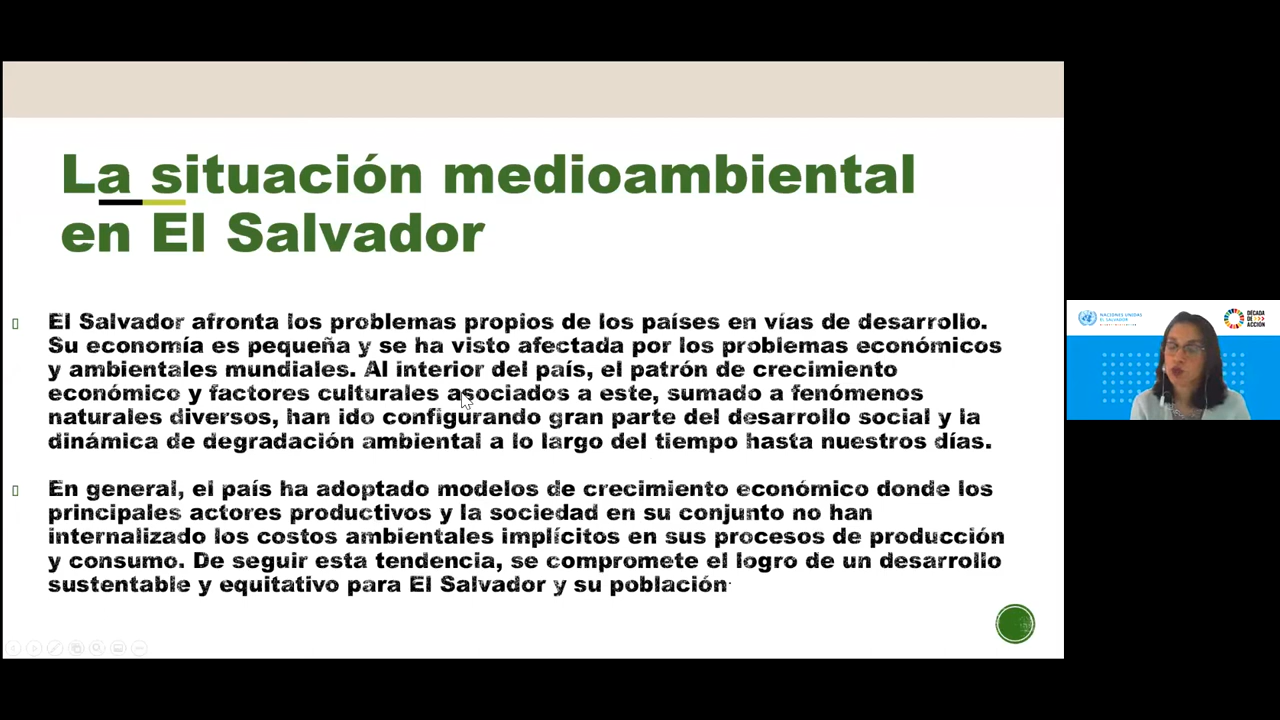 La situación medioambiental
en El Salvador
El Salvador afronta los problemas propios de los países en vías de desarrollo.
Su economía es pequeña y se ha visto afectada por los problemas económicos
y ambientales mundiales. Al interior del país, el patrón de crecimiento
económico y factores culturales asociados a este, sumado a fenómenos
naturales diversos, han ido configurando gran parte del desarrollo social y la
dinámica de degradación ambiental a lo largo del tiempo hasta nuestros días.
En general, el país ha adoptado modelos de crecimiento económico donde los
principales actores productivos y la sociedad en su conjunto no han
internalizado los costos ambientales implícitos en sus procesos de producción
y consumo. De seguir esta tendencia, se compromete el logro de un desarrollo
sustentable y equitativo para El Salvador y su población.
NACIONES UNIDAS
EL SALVADOR
DÉCADA
DE
ACCIÓN